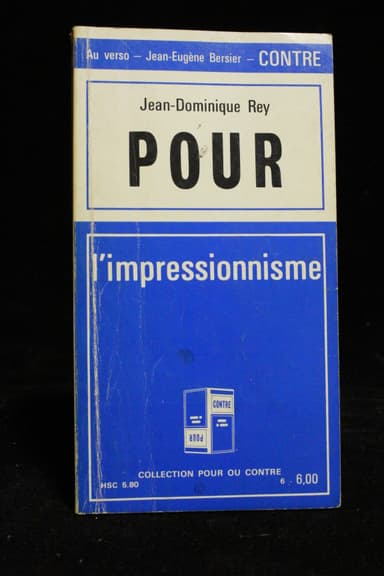 Au verso – Jean-Eugène Bersier – CONTRE
Jean-Dominique Rey
POUR
l'impressionnisme
CONTRE
POUR
COLLECTION POUR OU CONTRE
HSC 5.80 6 6,00